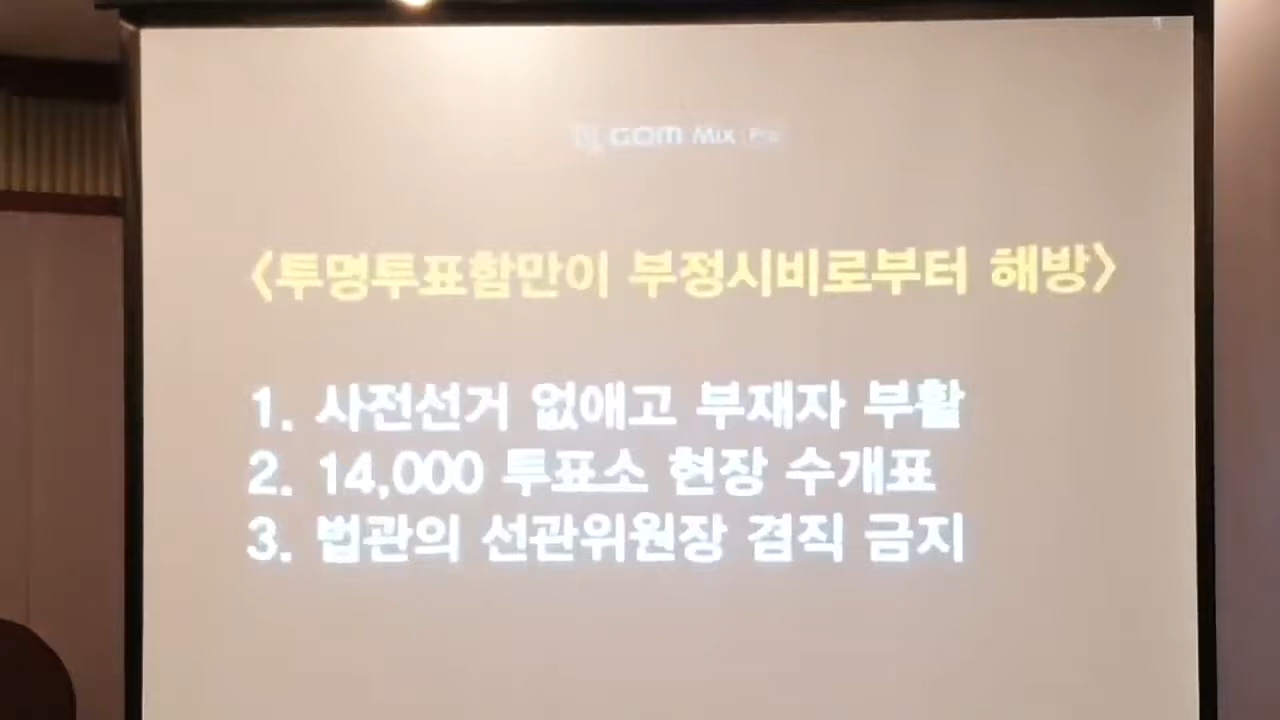 GOM Mix Pro
<투명투표함만이 부정시비로부터 해방>
1. 사전선거 없애고 부재자 부활
2. 14,000 투표소 현장 수개표
3. 법관의 선관위원장 겸직 금지